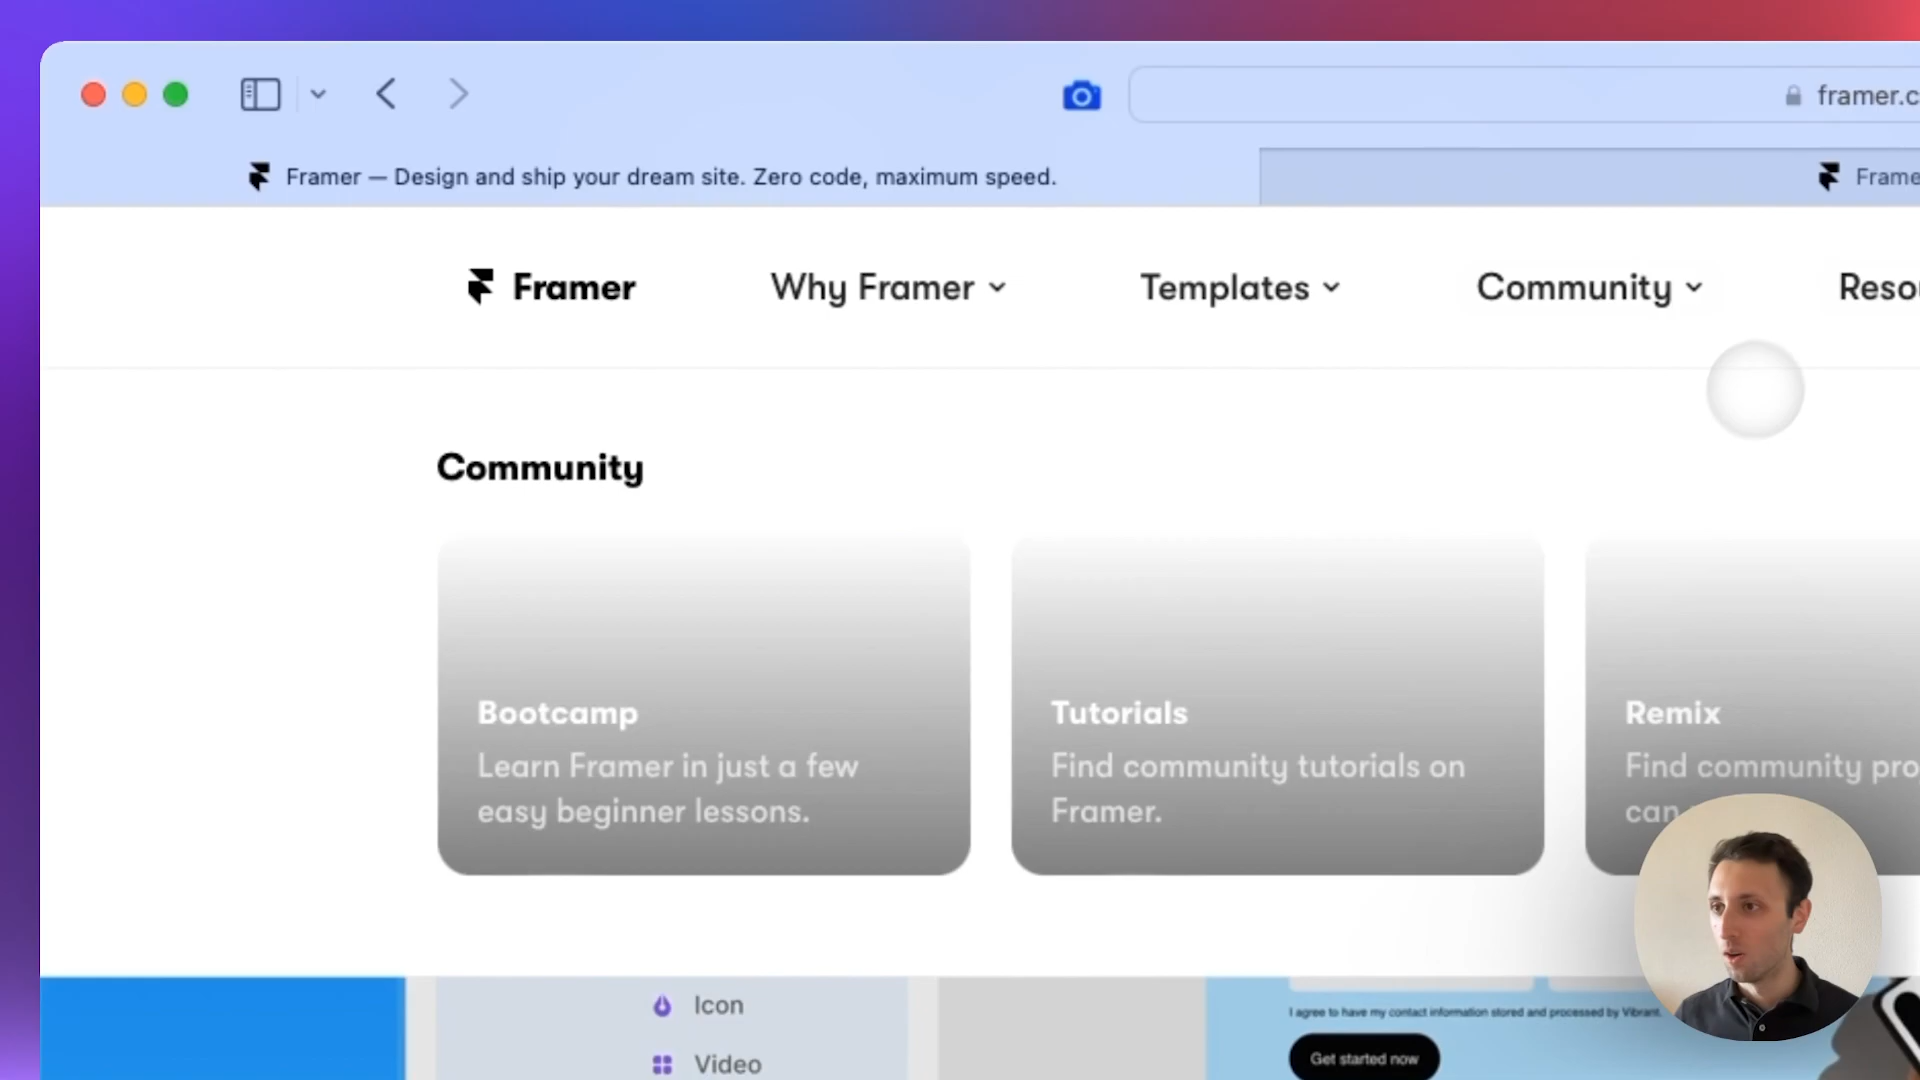 framer.c
Framer — Design and ship your dream site. Zero code, maximum speed.
Frame
Framer
Why Framer
Templates
Community
Reso
Community
Bootcamp
Learn Framer in just a few
easy beginner lessons.
Tutorials
Find community tutorials on
Framer.
Remix
Find community pro
can
Icon
Video
I agree to have my contact information stored and processed by Vibrant.
Get started now